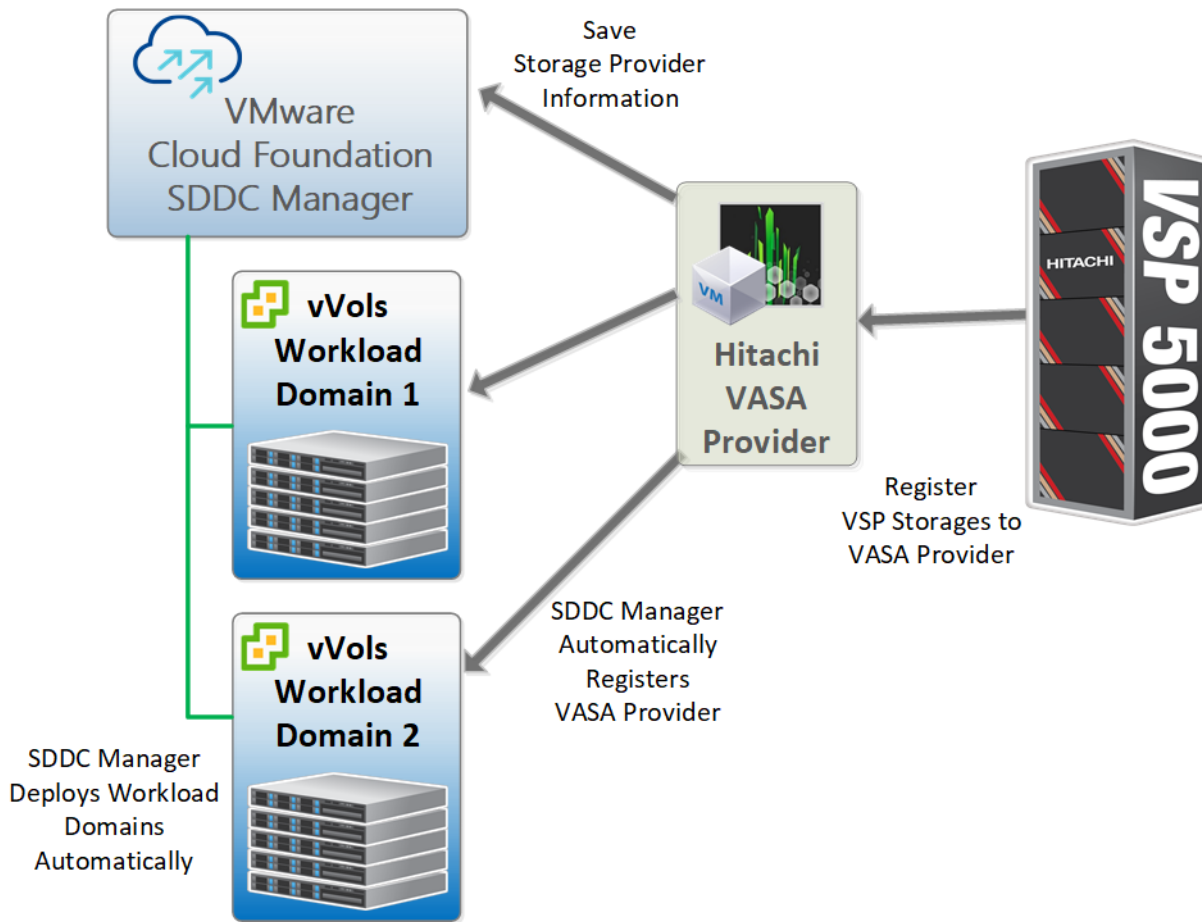 VMware
Cloud Foundation
SDDC Manager
Save
Storage Provider
Information
vVols
Workload
Domain 1
VM
Hitachi
VASA
Provider
HITACHI
VSP 5000
Register
VSP Storages to
VASA Provider
SDDC Manager
Automatically
Registers
VASA Provider
vVols
Workload
Domain 2
SDDC Manager
Deploys Workload
Domains
Automatically